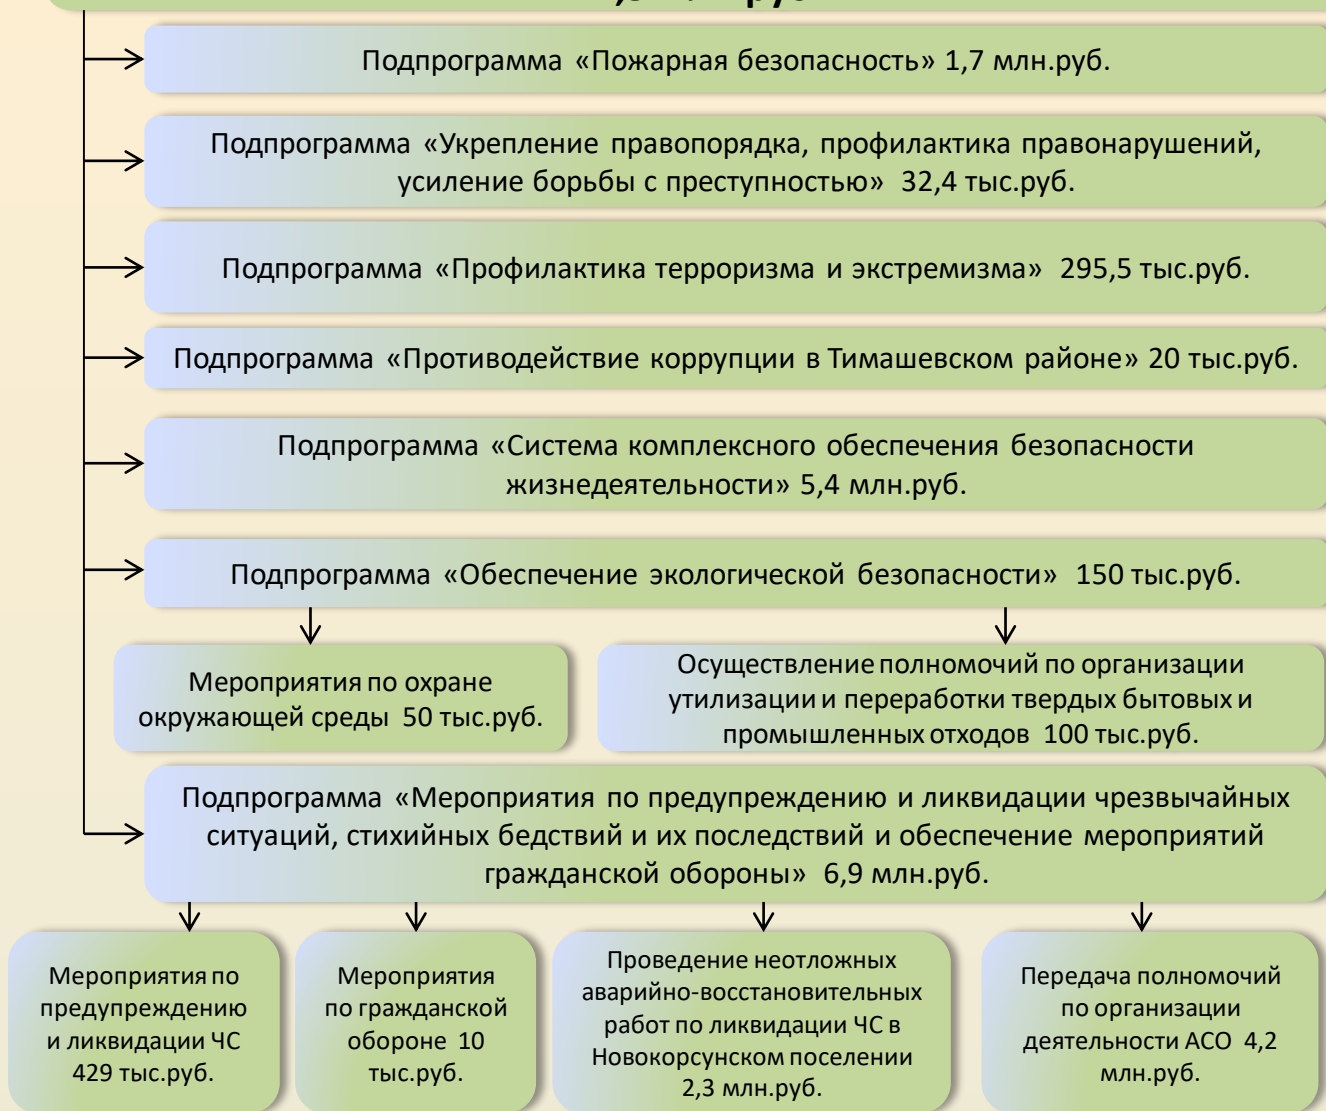 Подпрограмма «Пожарная безопасность» 1,7 млн.руб.
Подпрограмма «Укрепление правопорядка, профилактика правонарушений,
усиление борьбы с преступностью» 32,4 тыс.руб.
Подпрограмма «Профилактика терроризма и экстремизма» 295,5 тыс.руб.
Подпрограмма «Противодействие коррупции в Тимашевском районе» 20 тыс.руб.
Подпрограмма «Система комплексного обеспечения безопасности
жизнедеятельности» 5,4 млн.руб.
Подпрограмма «Обеспечение экологической безопасности» 150 тыс.руб.
Мероприятия по охране
окружающей среды 50 тыс.руб.
Осуществление полномочий по организации
утилизации и переработки твердых бытовых и
промышленных отходов 100 тыс.руб.
Подпрограмма «Мероприятия по предупреждению и ликвидации чрезвычайных
ситуаций, стихийных бедствий и их последствий и обеспечение мероприятий
гражданской обороны» 6,9 млн.руб.
Мероприятия по
предупреждению
и ликвидации ЧС
429 тыс.руб.
Мероприятия
по гражданской
обороне 10
тыс.руб.
Проведение неотложных
аварийно-восстановительных
работ по ликвидации ЧС в
Новокорсунском поселении
2,3 млн.руб.
Передача полномочий
по организации
деятельности АСО 4,2
млн.руб.